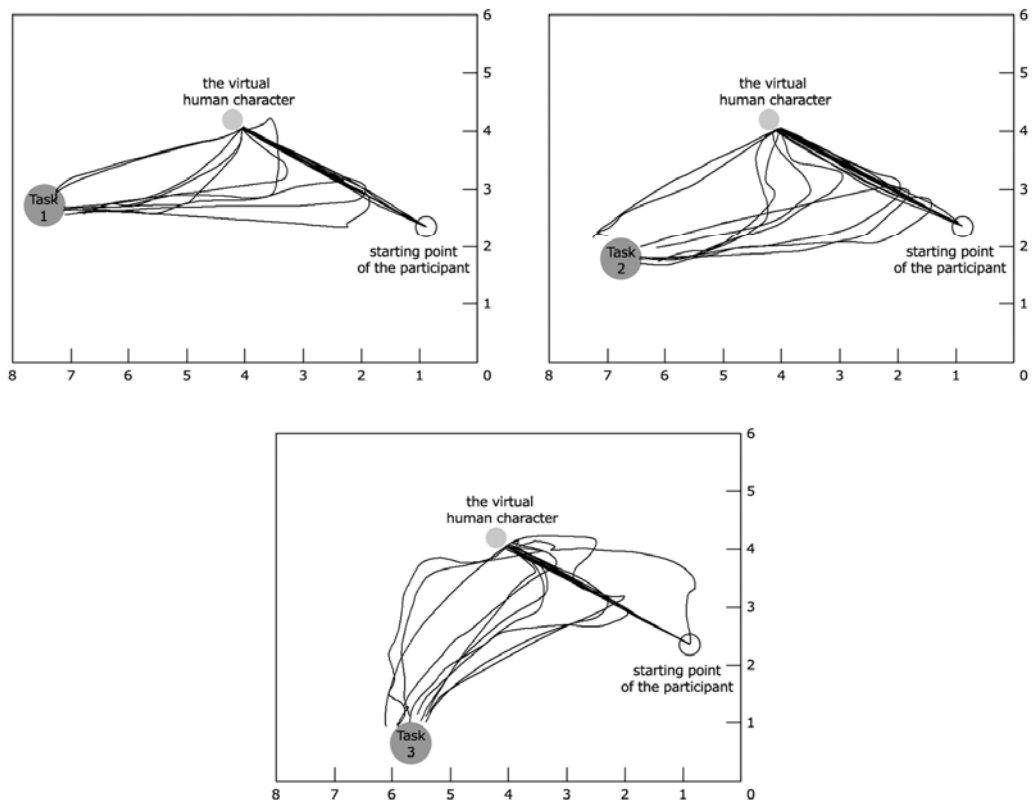 6
5
4
3
2
1
the virtual
human character
Task
1
starting point
of the participant
8 7 6 5 4 3 2 1 0
6
5
4
3
2
1
the virtual
human character
Task
2
starting point
of the participant
8 7 6 5 4 3 2 1 0
6
5
4
3
2
1
the virtual
human character
starting point
of the participant
Task
3
8 7 6 5 4 3 2 1 0